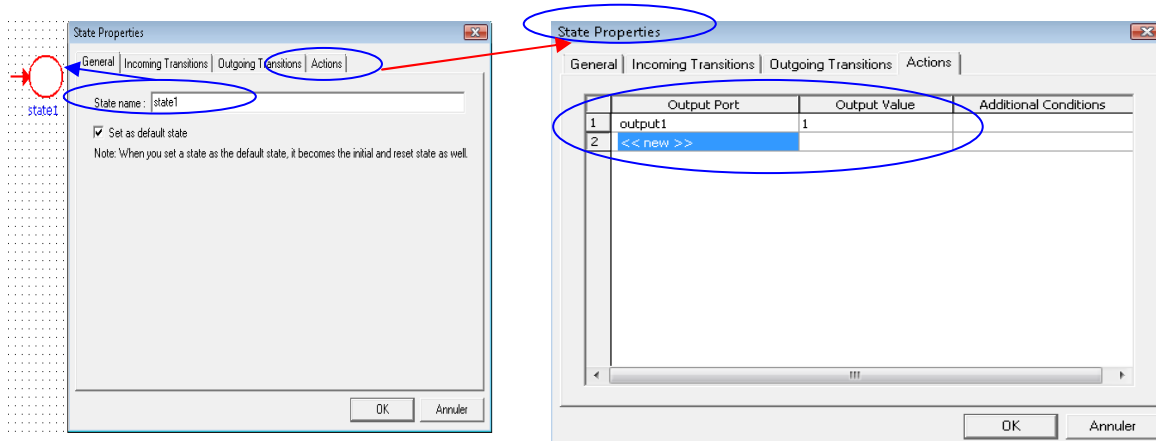 State Properties
General Incoming Transitions Outgoing Transitions Actions
State name : state1
Set as default state
Note: When you set a state as the default state, it becomes the initial and reset state as well.
OK Annuler
state1
State Properties
General Incoming Transitions Outgoing Transitions Actions
Output Port Output Value Additional Conditions
1 output1 1
2 << new >>
OK Annuler